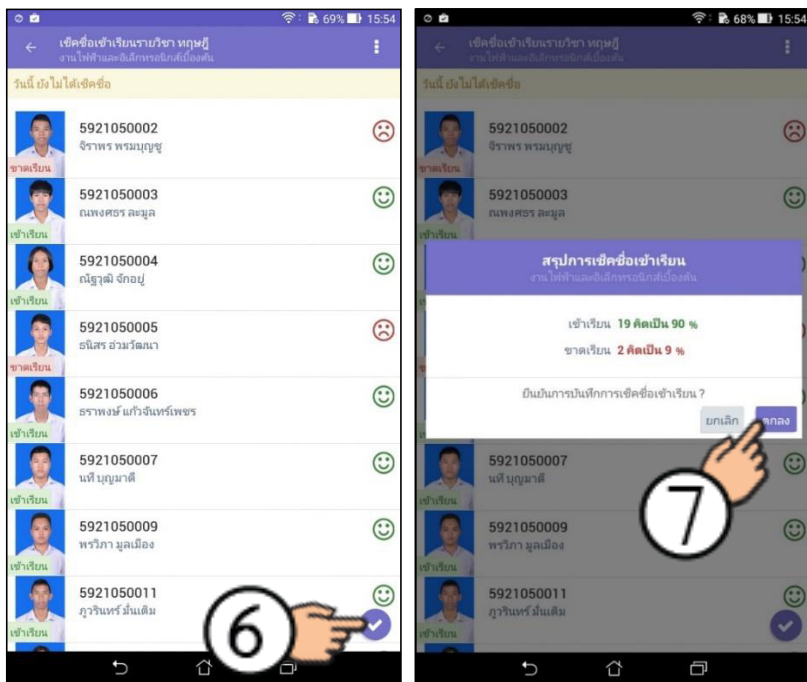 69% 15:54
เช็คชื่อเข้าเรียนรายวิชา ทฤษฎี
งานไฟฟ้าและอิเล็กทรอนิกส์เบื้องต้น
วันนี้ ยังไม่ได้เช็คชื่อ
5921050002
จิราพร พรมบุญชู
ขาดเรียน
5921050003
ณพงศธร ละมูล
เข้าเรียน
5921050004
ณัฐวุฒิ จักอยู่
เข้าเรียน
5921050005
ธนิสร อ่วมวัฒนา
ขาดเรียน
5921050006
ธราพงษ์ แก้วจันทร์เพชร
เข้าเรียน
5921050007
นที บุญมาดี
เข้าเรียน
5921050009
พรวิภา มูลเมือง
เข้าเรียน
5921050011
ภูวรินทร์ มั่นเติม
เข้าเรียน
6
68% 15:54
เช็คชื่อเข้าเรียนรายวิชา ทฤษฎี
งานไฟฟ้าและอิเล็กทรอนิกส์เบื้องต้น
วันนี้ ยังไม่ได้เช็คชื่อ
5921050002
จิราพร พรมบุญชู
ขาดเรียน
5921050003
ณพงศธร ละมูล
เข้าเรียน
สรุปการเช็คชื่อเข้าเรียน
งานไฟฟ้าและอิเล็กทรอนิกส์เบื้องต้น
เข้าเรียน 19 คิดเป็น 90 %
ขาดเรียน 2 คิดเป็น 9 %
ยืนยันการบันทึกการเช็คชื่อเข้าเรียน ?
ยกเลิก ตกลง
5921050007
นที บุญมาดี
เข้าเรียน
7
5921050009
พรวิภา มูลเมือง
เข้าเรียน
5921050011
ภูวรินทร์ มั่นเติม
เข้าเรียน